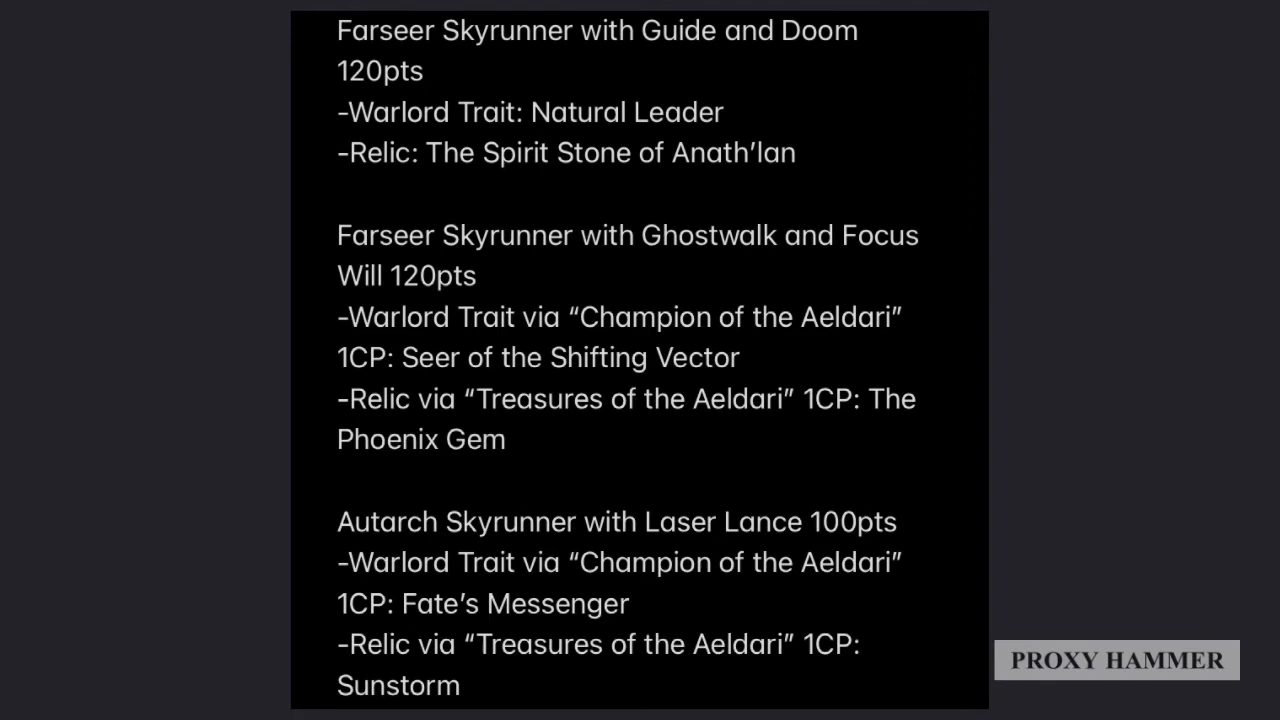 Farseer Skyrunner with Guide and Doom
120pts
-Warlord Trait: Natural Leader
-Relic: The Spirit Stone of Anath’lan
Farseer Skyrunner with Ghostwalk and Focus
Will 120pts
-Warlord Trait via “Champion of the Aeldari”
1CP: Seer of the Shifting Vector
-Relic via “Treasures of the Aeldari” 1CP: The
Phoenix Gem
Autarch Skyrunner with Laser Lance 100pts
-Warlord Trait via “Champion of the Aeldari”
1CP: Fate’s Messenger
-Relic via “Treasures of the Aeldari” 1CP:
Sunstorm
PROXY HAMMER